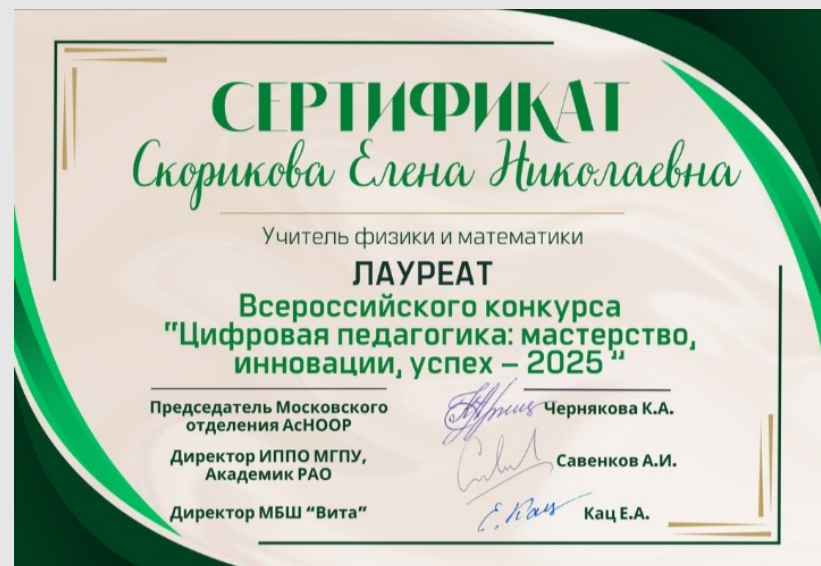 СЕРТИФИКАТ
Скорикова Елена Николаевна
Учитель физики и математики
ЛАУРЕАТ
Всероссийского конкурса
"Цифровая педагогика: мастерство,
инновации, успех – 2025 "
Председатель Московского
отделения АсНООР
Чернякова К.А.
Директор ИППО МГПУ,
Академик РАО
Савенков А.И.
Директор МБШ "Вита"
Е. Кац
Кац Е.А.